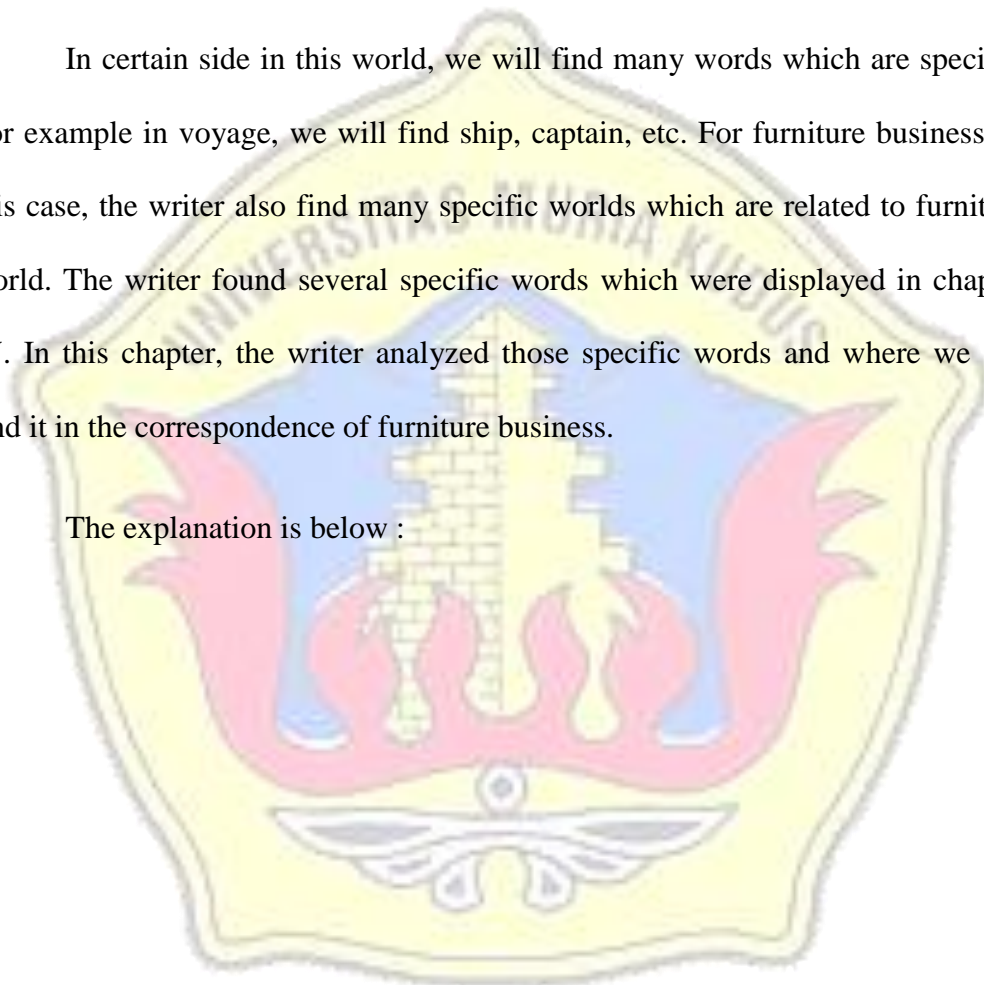 In certain side in this world, we will find many words which are speci
or example in voyage, we will find ship, captain, etc. For furniture business
is case, the writer also find many specific worlds which are related to furnit
orld. The writer found several specific words which were displayed in chap
V. In this chapter, the writer analyzed those specific words and where we
nd it in the correspondence of furniture business.
The explanation is below :
UNIVERSITAS MURIA KUDUS